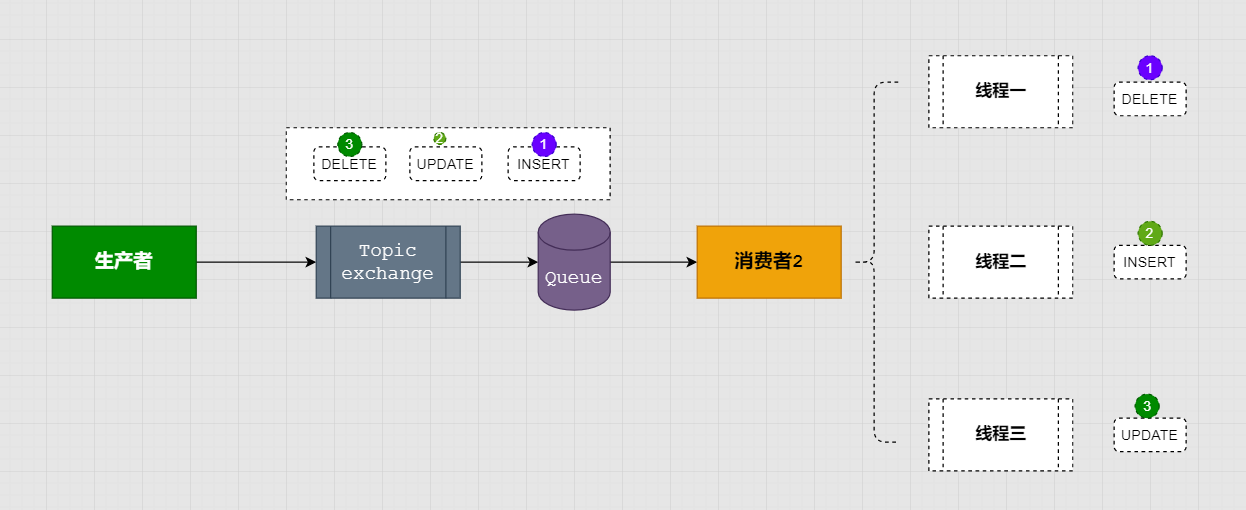 1
线程一
DELETE
3
2
1
DELETE
UPDATE
INSERT
生产者
Topic
exchange
Queue
消费者2
2
线程二
INSERT
3
线程三
UPDATE